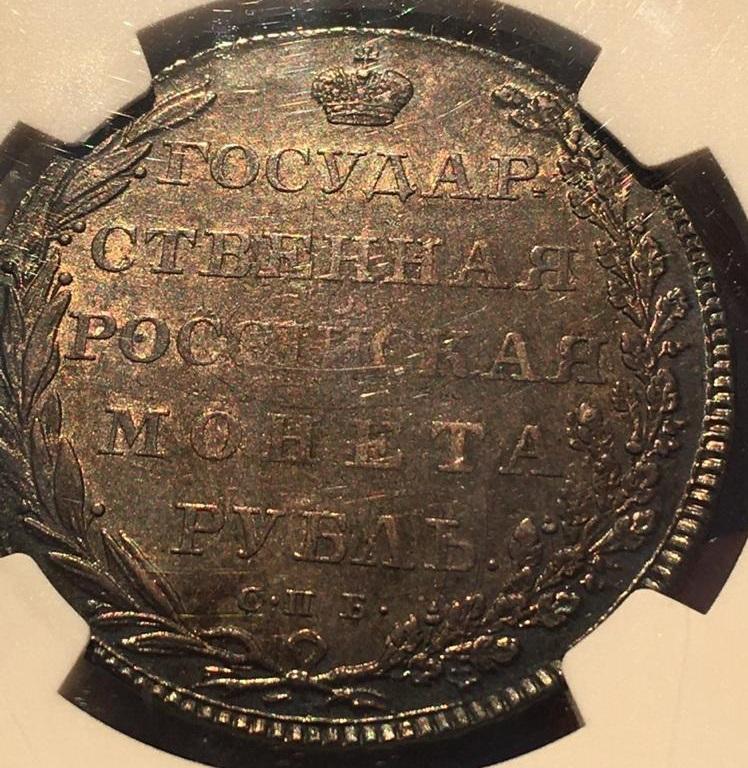 ГОСУДАР-
СТВЕННАЯ
РОССІЙСКАЯ
МОНЕТА
РУБЛЬ.
С·П·Б·